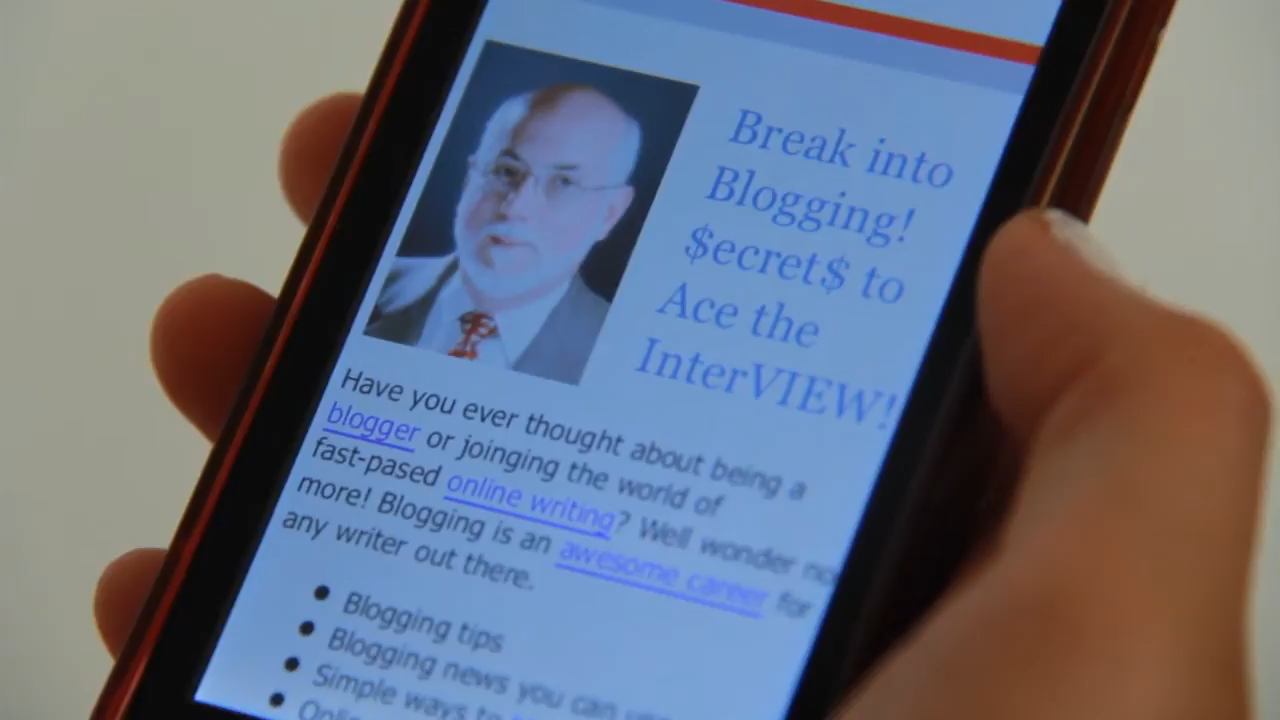 Break into
Blogging!
$ecret$ to
Ace the
InterVIEW!
Have you ever thought about being a
blogger or joinging the world of
fast-pased online writing? Well wonder no
more! Blogging is an awesome career for
any writer out there.
Blogging tips
Blogging news you can use
Simple ways to